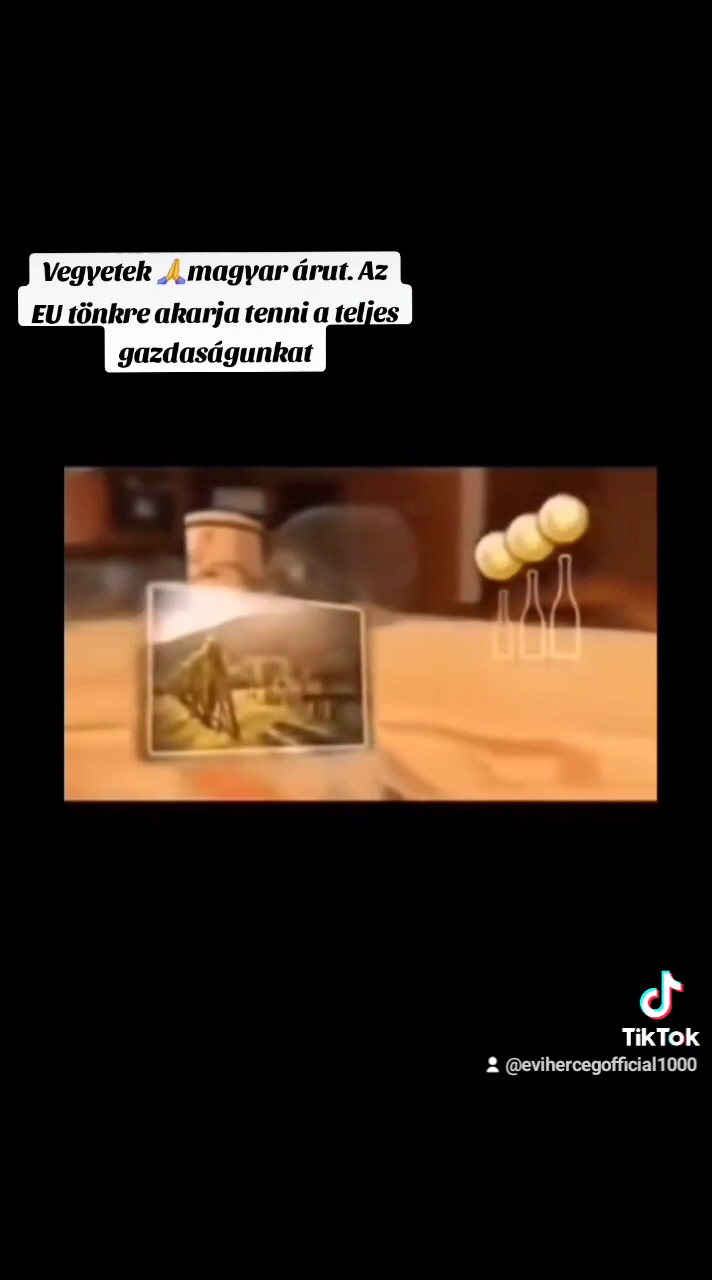 Vegyetek 🙏magyar árut. Az
EU tönkre akarja tenni a teljes
gazdaságunkat
TikTok
@evihercegofficial1000